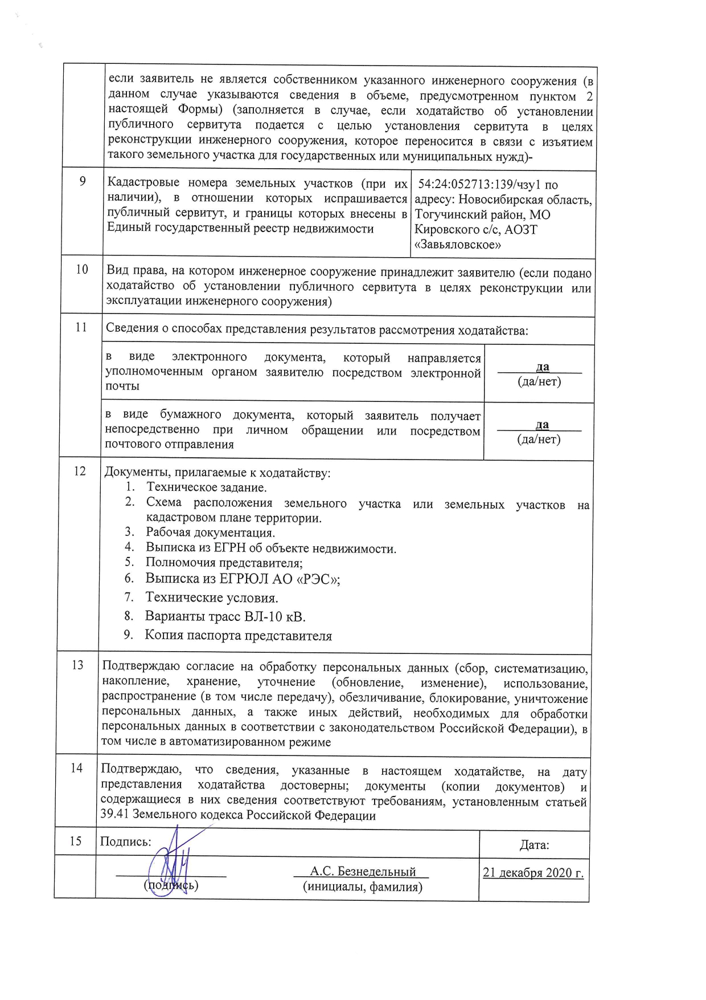 если заявитель не является собственником указанного инженерного сооружения (в
данном случае указываются сведения в объеме, предусмотренном пунктом 2
настоящей Формы) (заполняется в случае, если ходатайство об установлении
публичного сервитута подается с целью установления сервитута в целях
реконструкции инженерного сооружения, которое переносится в связи с изъятием
такого земельного участка для государственных или муниципальных нужд)-
9
Кадастровые номера земельных участков (при их
наличии), в отношении которых испрашивается
публичный сервитут, и границы которых внесены в
Единый государственный реестр недвижимости
54:24:052713:139/чзу1 по
адресу: Новосибирская область,
Тогучинский район, МО
Кировского с/с, АОЗТ
«Завьяловское»
10
Вид права, на котором инженерное сооружение принадлежит заявителю (если подано
ходатайство об установлении публичного сервитута в целях реконструкции или
эксплуатации инженерного сооружения)
11
Сведения о способах представления результатов рассмотрения ходатайства:
в виде электронного документа, который направляется
уполномоченным органом заявителю посредством электронной
почты
да
(да/нет)
в виде бумажного документа, который заявитель получает
непосредственно при личном обращении или посредством
почтового отправления
да
(да/нет)
12
Документы, прилагаемые к ходатайству:
1. Техническое задание.
2. Схема расположения земельного участка или земельных участков на
кадастровом плане территории.
3. Рабочая документация.
4. Выписка из ЕГРН об объекте недвижимости.
5. Полномочия представителя;
6. Выписка из ЕГРЮЛ АО «РЭС»;
7. Технические условия.
8. Варианты трасс ВЛ-10 кВ.
9. Копия паспорта представителя
13
Подтверждаю согласие на обработку персональных данных (сбор, систематизацию,
накопление, хранение, уточнение (обновление, изменение), использование,
распространение (в том числе передачу), обезличивание, блокирование, уничтожение
персональных данных, а также иных действий, необходимых для обработки
персональных данных в соответствии с законодательством Российской Федерации), в
том числе в автоматизированном режиме
14
Подтверждаю, что сведения, указанные в настоящем ходатайстве, на дату
представления ходатайства достоверны; документы (копии документов) и
содержащиеся в них сведения соответствуют требованиям, установленным статьей
39.41 Земельного кодекса Российской Федерации
15
Подпись:
Дата:
А.С. Безнедельный
21 декабря 2020 г.
(подпись)
(инициалы, фамилия)